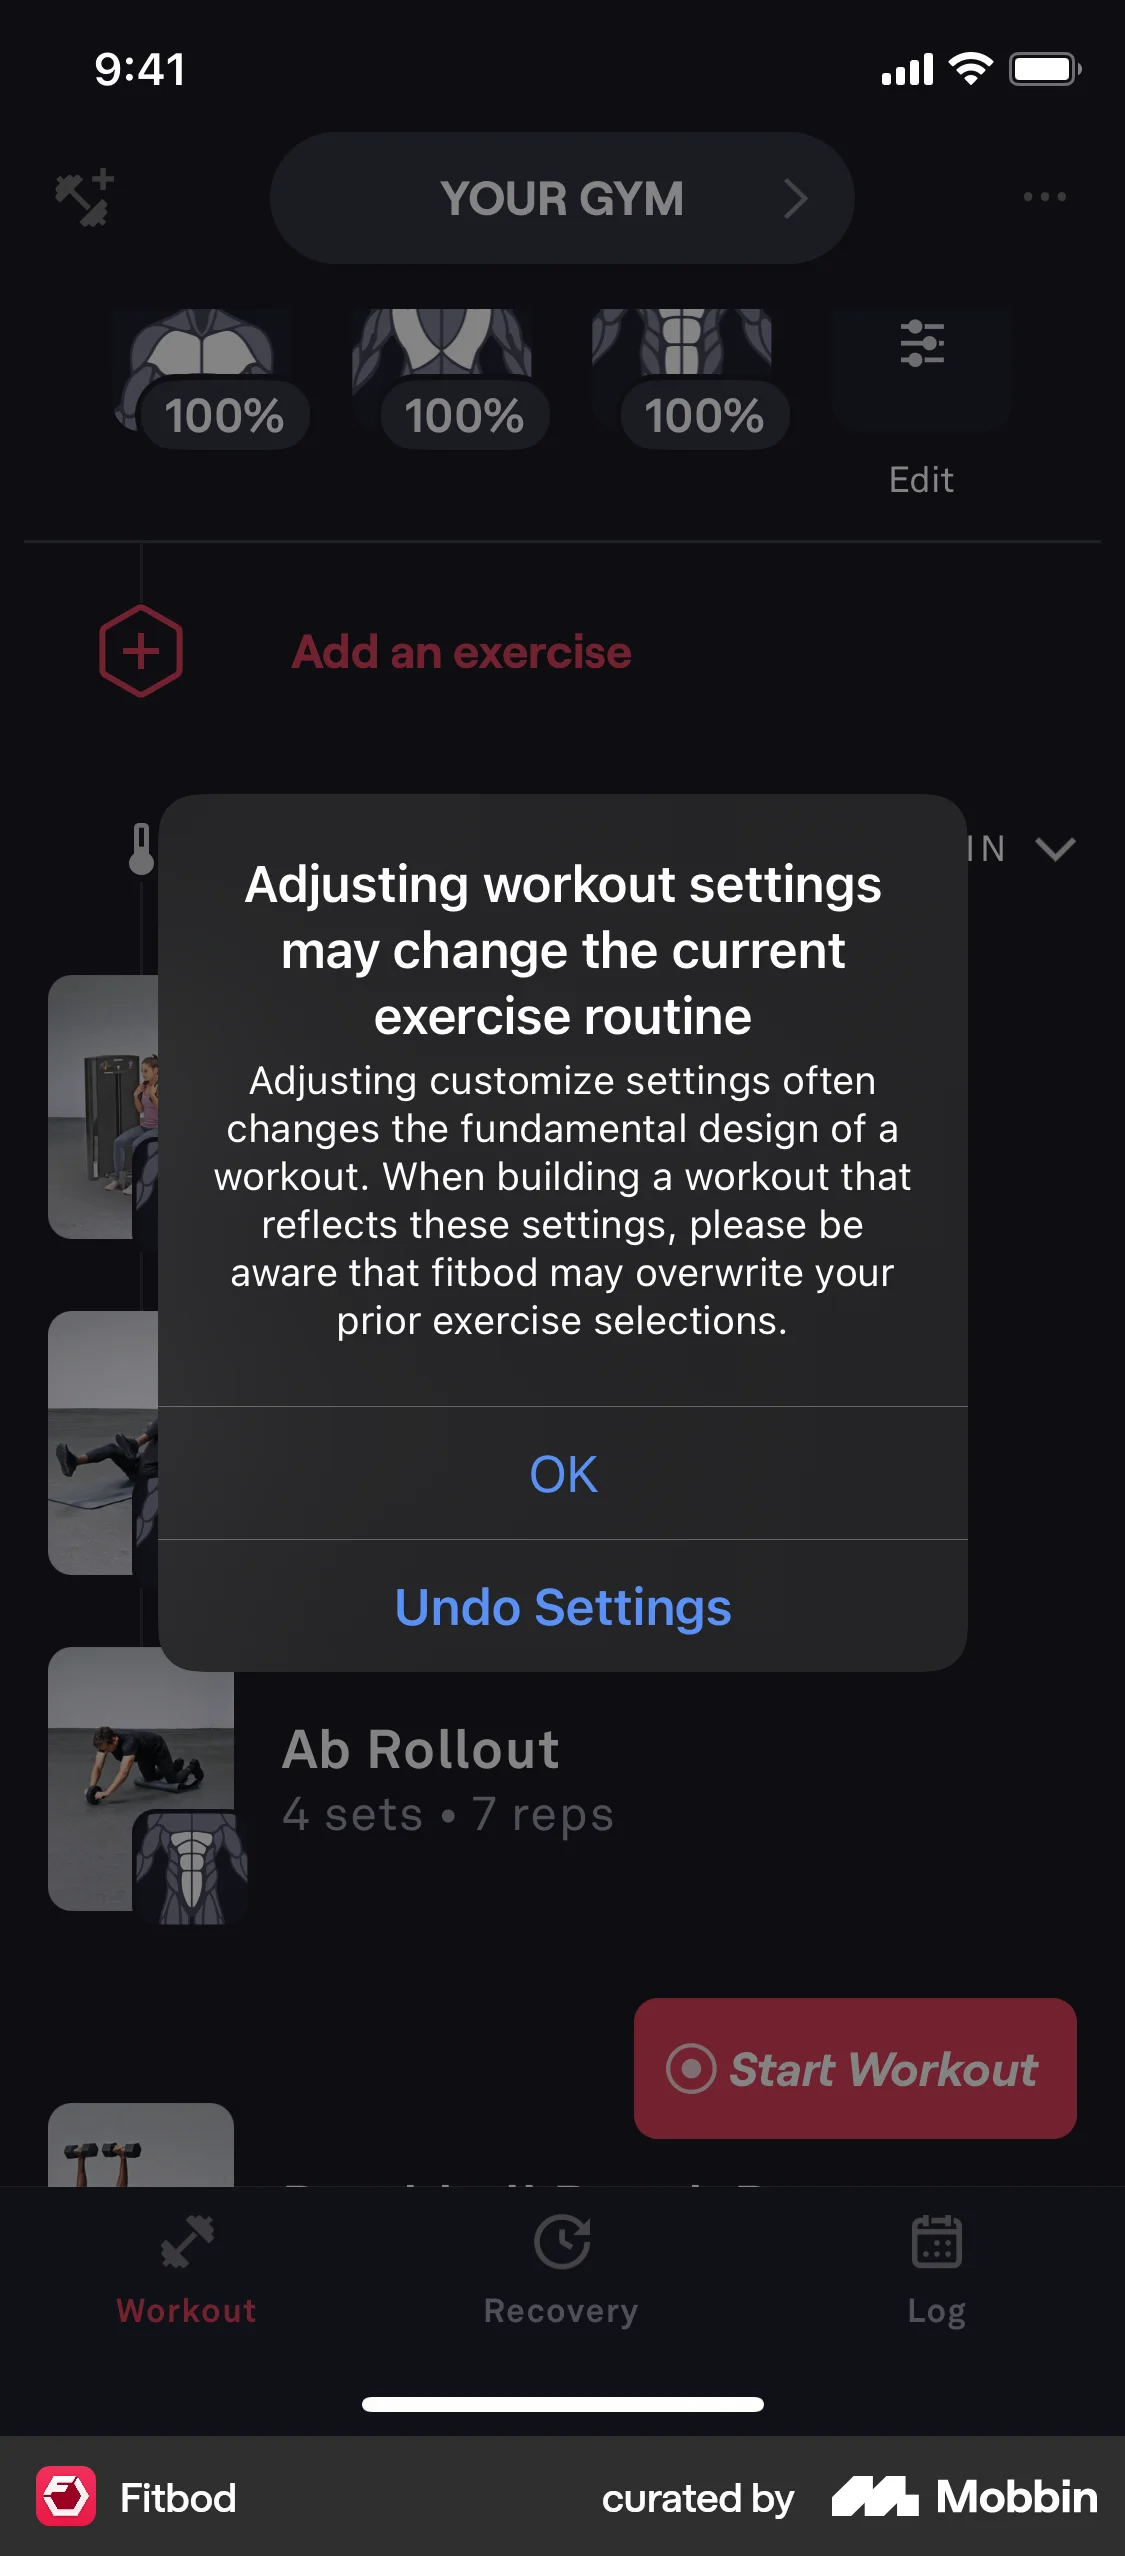 9:41
YOUR GYM
100%
100%
100%
Edit
Add an exercise
IN
Adjusting workout settings
may change the current
exercise routine
Adjusting customize settings often
changes the fundamental design of a
workout. When building a workout that
reflects these settings, please be
aware that fitbod may overwrite your
prior exercise selections.
OK
Undo Settings
Ab Rollout
4 sets • 7 reps
Start Workout
Workout
Recovery
Log
Fitbod
curated by
Mobbin